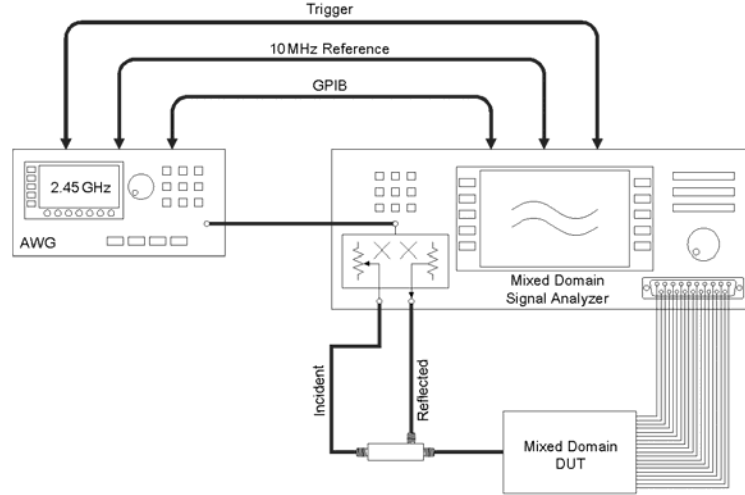 Trigger
10 MHz Reference
GPIB
2.45 GHz
AWG
Mixed Domain
Signal Analyzer
Incident
Reflected
Mixed Domain
DUT